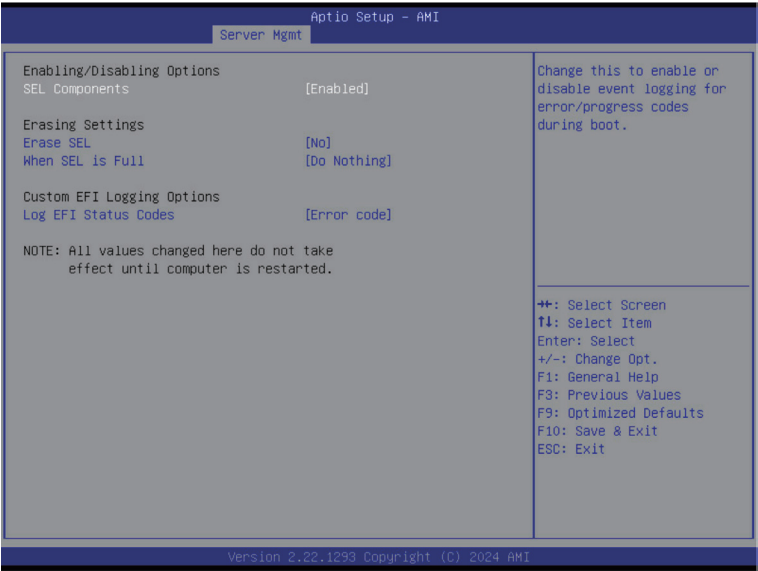 Aptio Setup – AMI
Server Mgmt
Enabling/Disabling Options
SEL Components [Enabled]
Erasing Settings
Erase SEL [No]
When SEL is Full [Do Nothing]
Custom EFI Logging Options
Log EFI Status Codes [Error code]
NOTE: All values changed here do not take
effect until computer is restarted.
Change this to enable or
disable event logging for
error/progress codes
during boot.
→←: Select Screen
↑↓: Select Item
Enter: Select
+/-: Change Opt.
F1: General Help
F3: Previous Values
F9: Optimized Defaults
F10: Save & Exit
ESC: Exit
Version 2.22.1293 Copyright (C) 2024 AMI